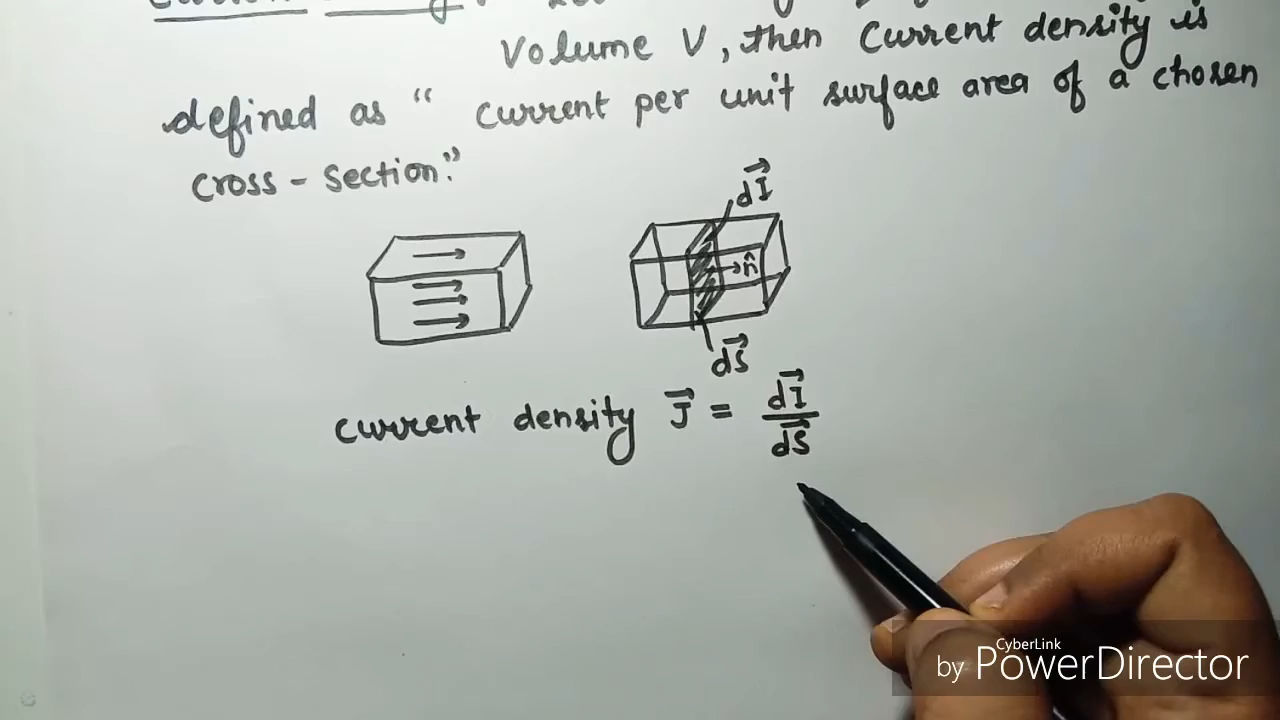 Volume V, then Current density is
defined as “ current per unit surface area of a chosen
cross-section.”
dI⃗
n̂
dS⃗
current density J⃗ = dI⃗/dS⃗
CyberLink
by PowerDirector